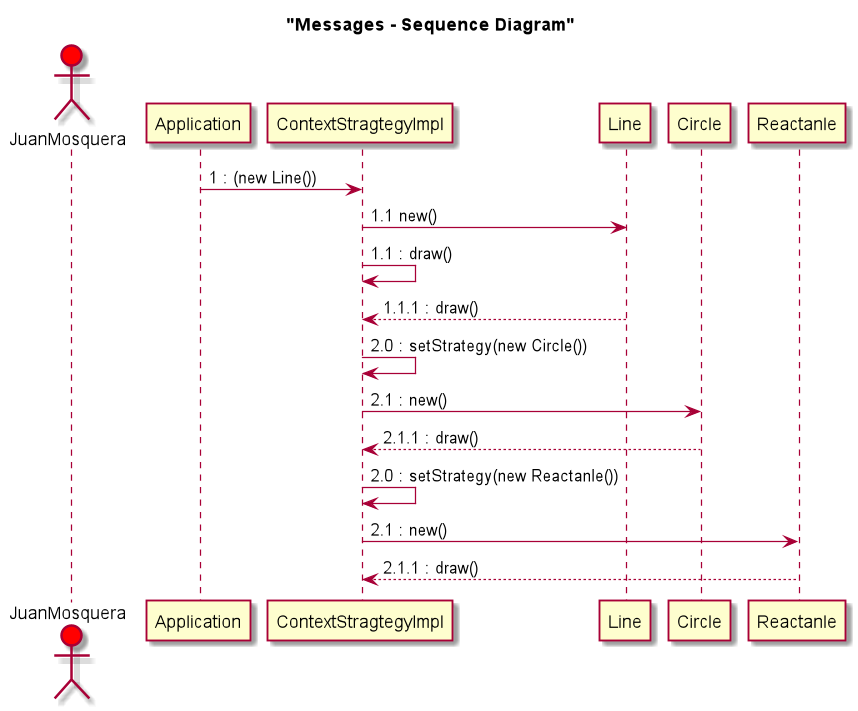 "Messages - Sequence Diagram"
JuanMosquera
Application
ContextStragtegyImpl
Line
Circle
Reactanle
1 : (new Line())
1.1 new()
1.1 : draw()
1.1.1 : draw()
2.0 : setStrategy(new Circle())
2.1 : new()
2.1.1 : draw()
2.0 : setStrategy(new Reactanle())
2.1 : new()
2.1.1 : draw()
JuanMosquera
Application
ContextStragtegyImpl
Line
Circle
Reactanle